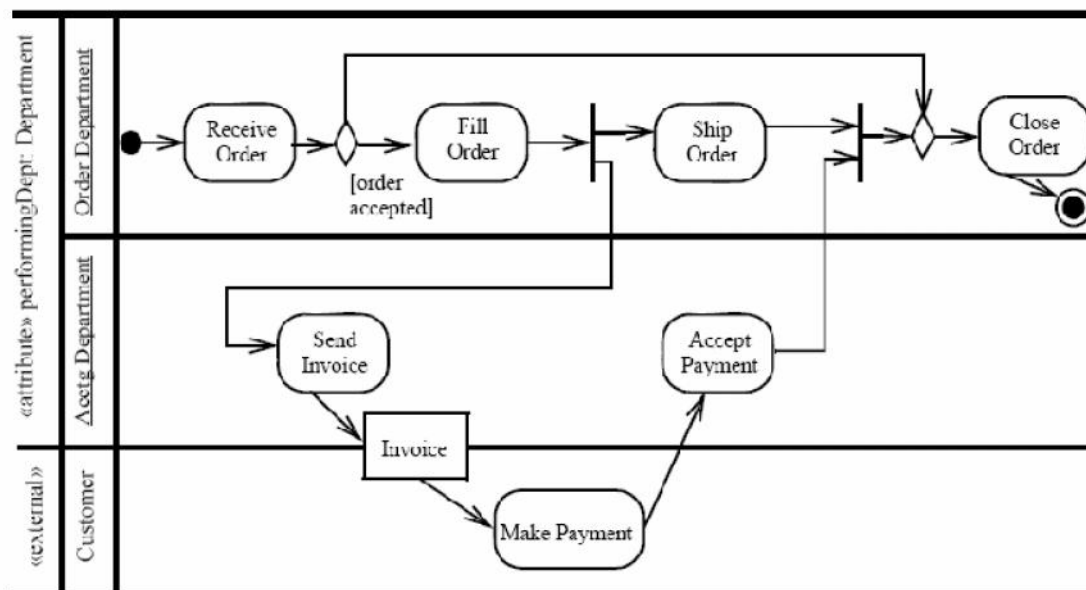 «attribute» performingDept: Department
Order Department
Receive
Order
[order
accepted]
Fill
Order
Ship
Order
Close
Order
Acctg Department
Send
Invoice
Accept
Payment
Invoice
«external»
Customer
Make Payment